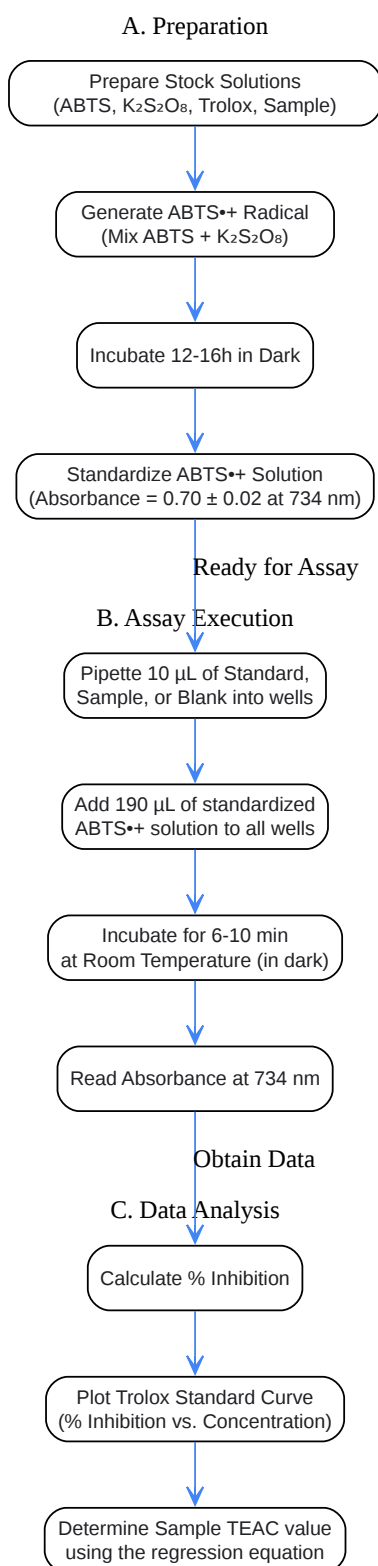 A. Preparation
Prepare Stock Solutions
(ABTS, K₂S₂O₈, Trolox, Sample)
Generate ABTS•+ Radical
(Mix ABTS + K₂S₂O₈)
Incubate 12-16h in Dark
Standardize ABTS•+ Solution
(Absorbance = 0.70 ± 0.02 at 734 nm)
Ready for Assay
B. Assay Execution
Pipette 10 µL of Standard,
Sample, or Blank into wells
Add 190 µL of standardized
ABTS•+ solution to all wells
Incubate for 6-10 min
at Room Temperature (in dark)
Read Absorbance at 734 nm
Obtain Data
C. Data Analysis
Calculate % Inhibition
Plot Trolox Standard Curve
(% Inhibition vs. Concentration)
Determine Sample TEAC value
using the regression equation